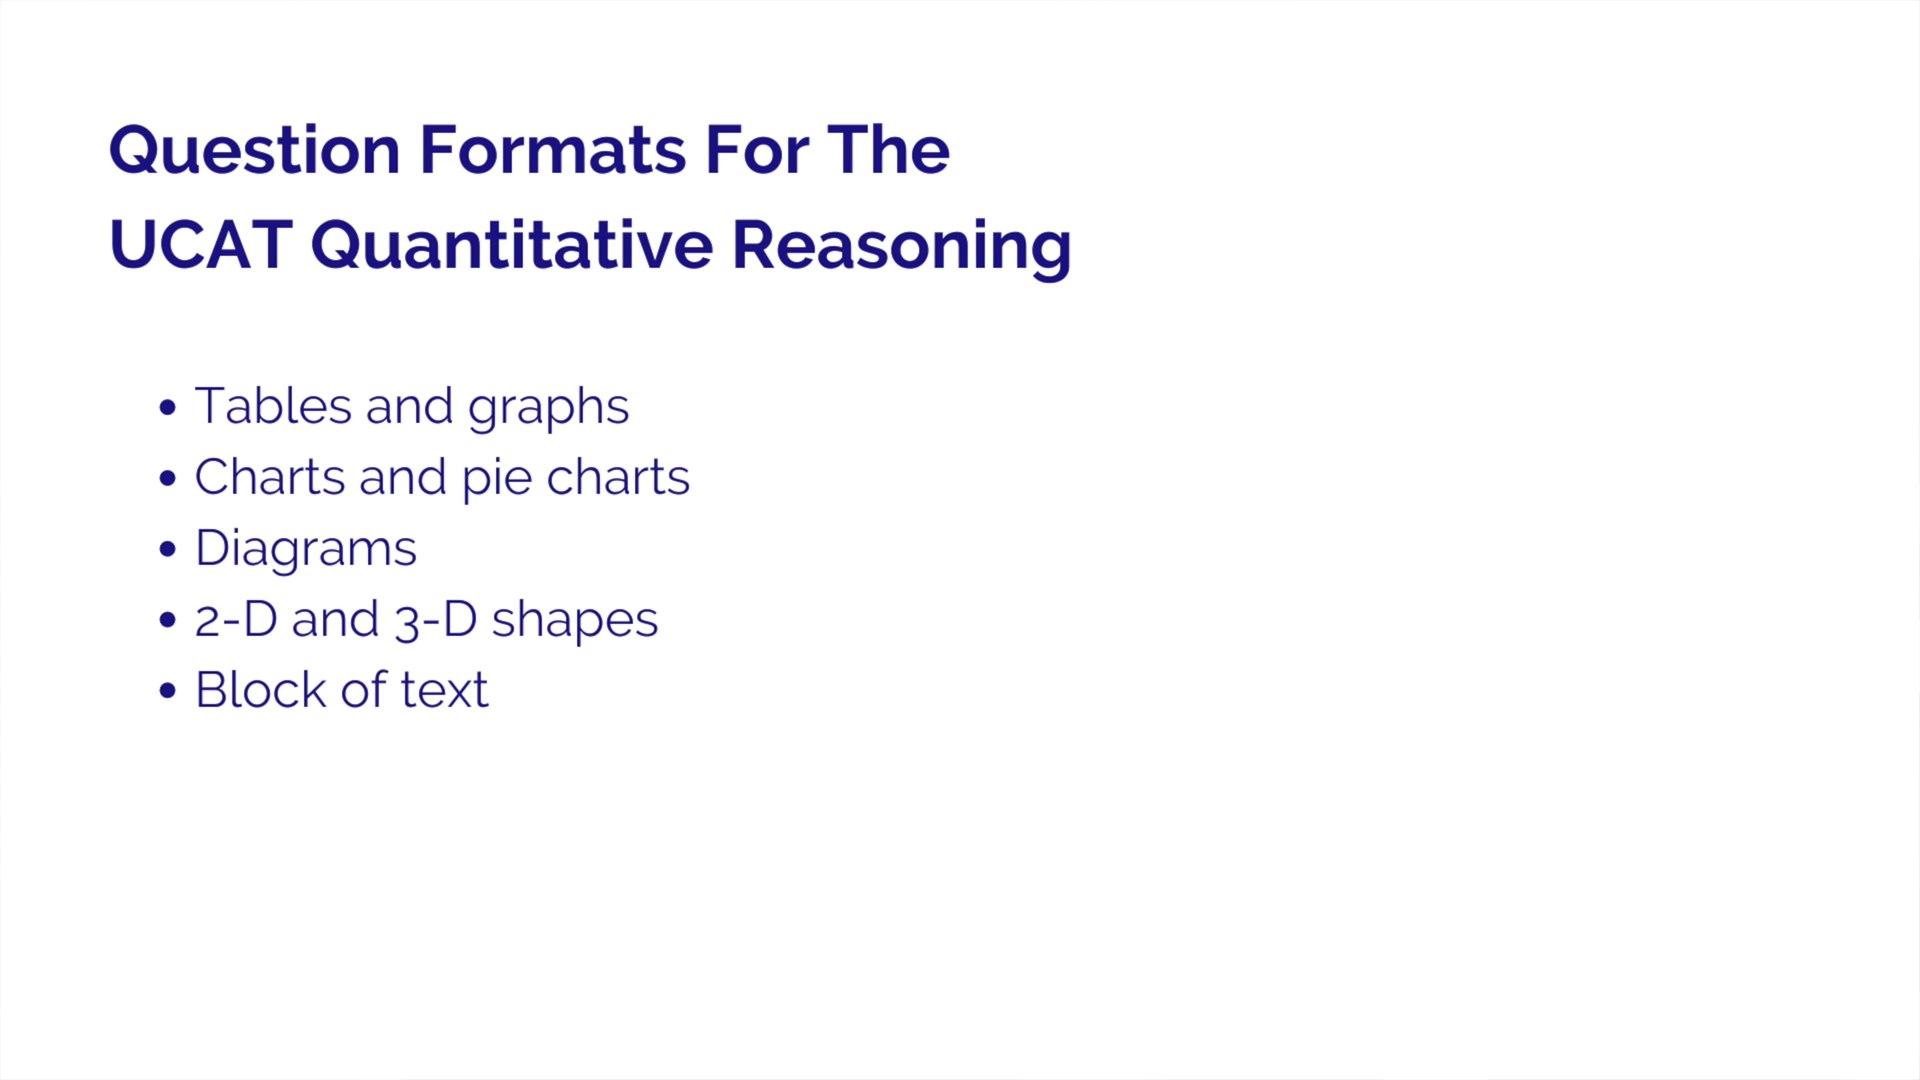 Question Formats For The
UCAT Quantitative Reasoning
• Tables and graphs
• Charts and pie charts
• Diagrams
• 2-D and 3-D shapes
• Block of text